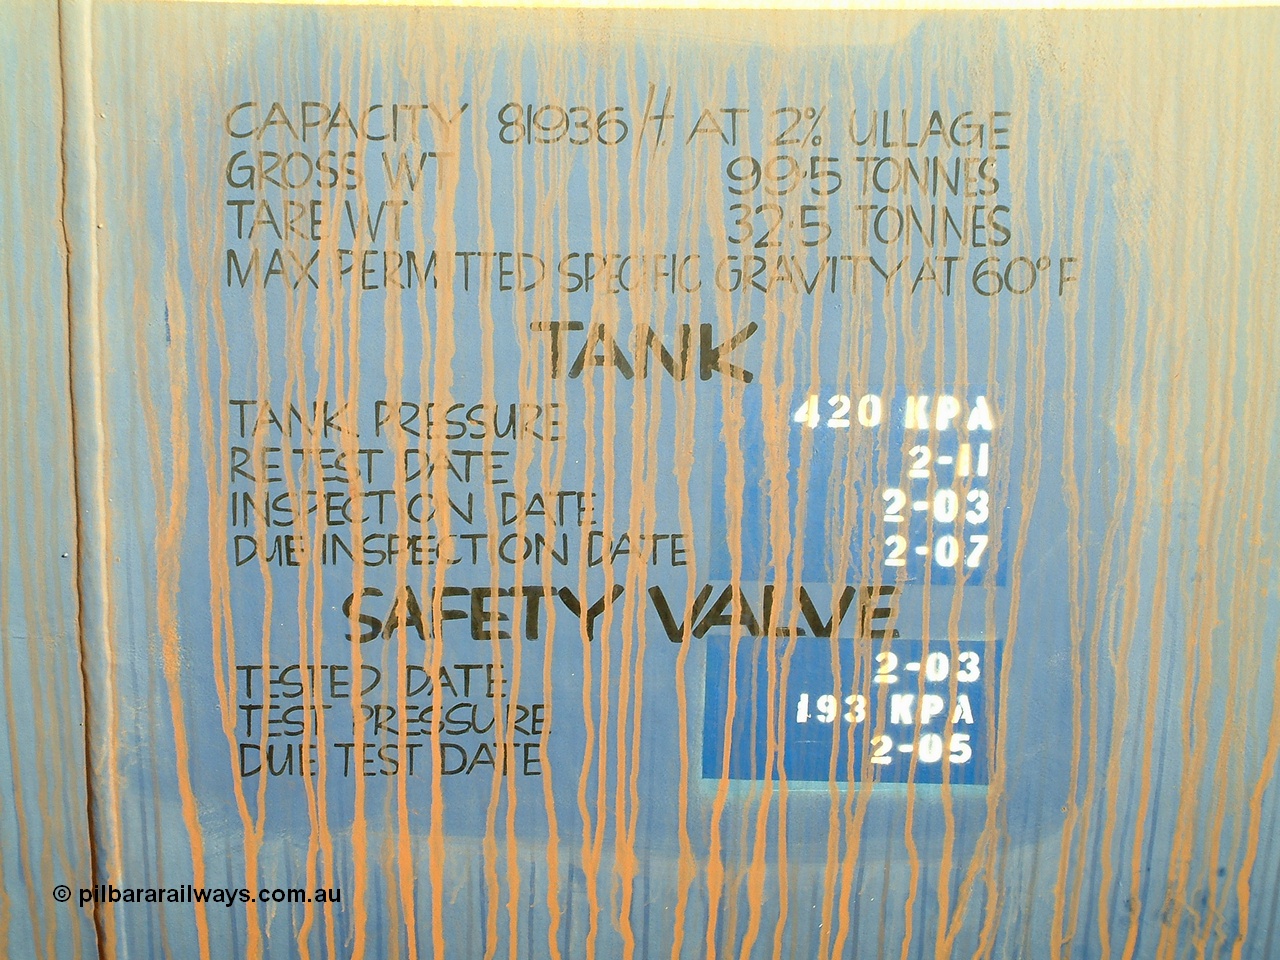 CAPACITY 81936 lt. AT 2% ULLAGE
GROSS WT 99.5 TONNES
TARE WT 32.5 TONNES
MAX PERMITTED SPECIFIC GRAVITY AT 60° F
TANK
TANK PRESSURE 420 KPA
RETEST DATE 2-11
INSPECTION DATE 2-03
DUE INSPECTION DATE 2-07
SAFETY VALVE
TESTED DATE 2-03
TEST PRESSURE 193 KPA
DUE TEST DATE 2-05
© pilbararailways.com.au